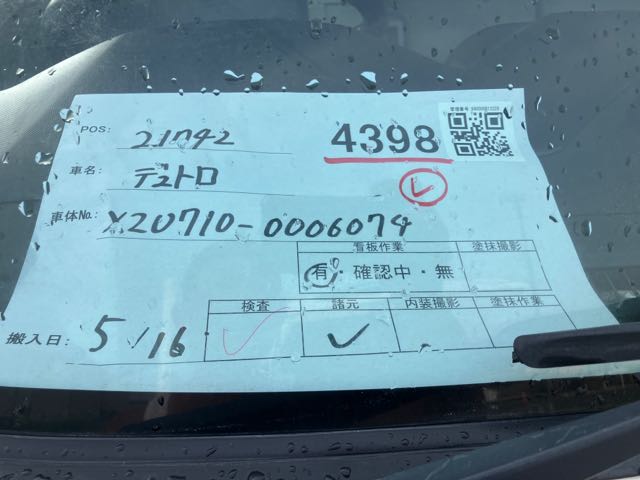 POS: 21742
4398
車名: デュトロ
車体No. XZU710-0006074
看板作業 塗抹撮影
有・確認中・無
検査 諸元 内装撮影 塗抹作業
搬入日: 5/16